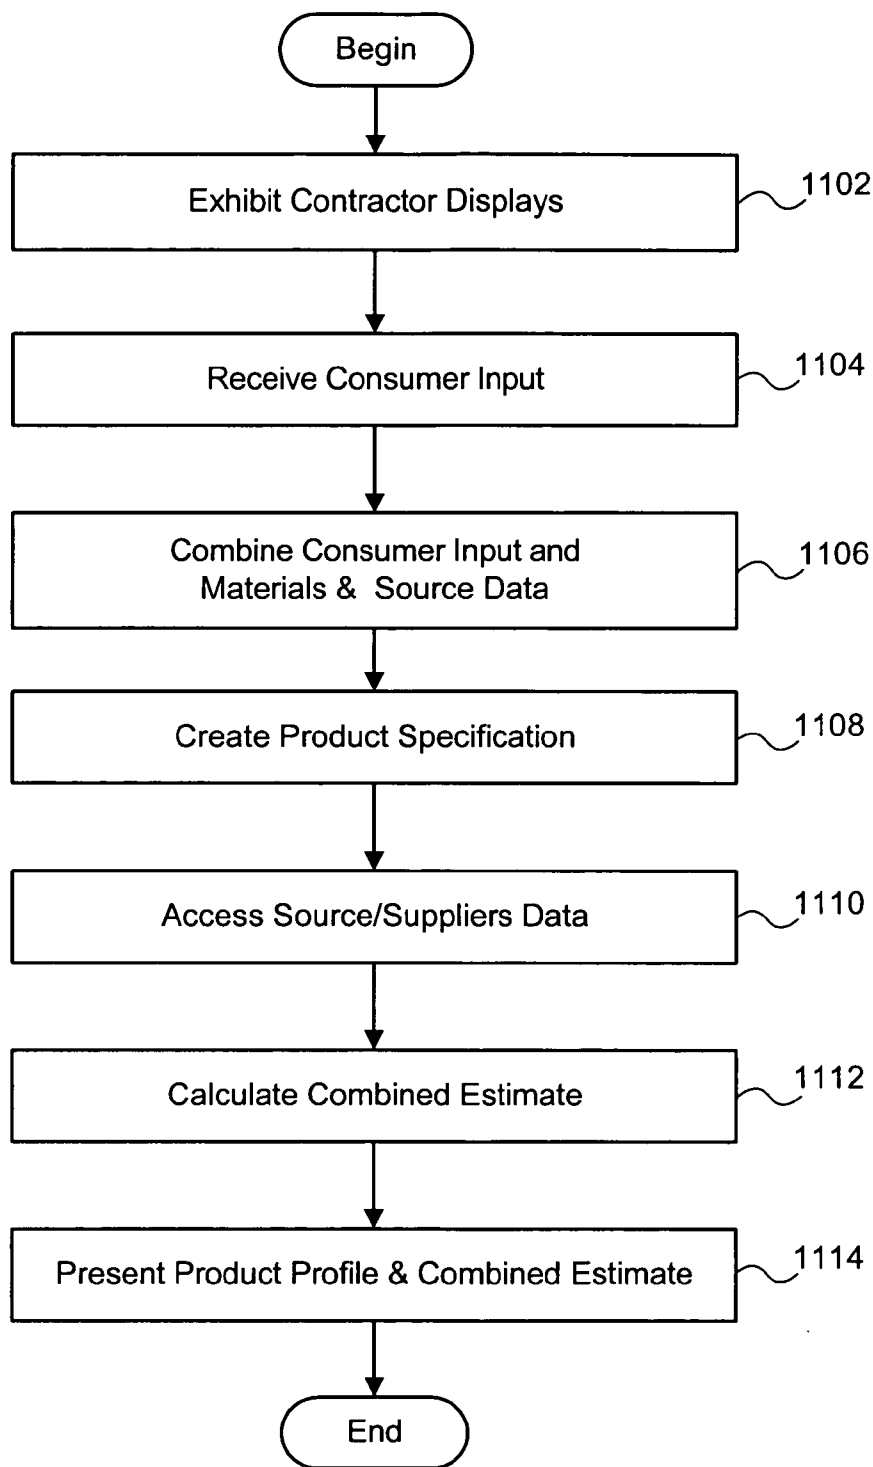 Begin
Exhibit Contractor Displays
1102
Receive Consumer Input
1104
Combine Consumer Input and
Materials & Source Data
1106
Create Product Specification
1108
Access Source/Suppliers Data
1110
Calculate Combined Estimate
1112
Present Product Profile & Combined Estimate
1114
End